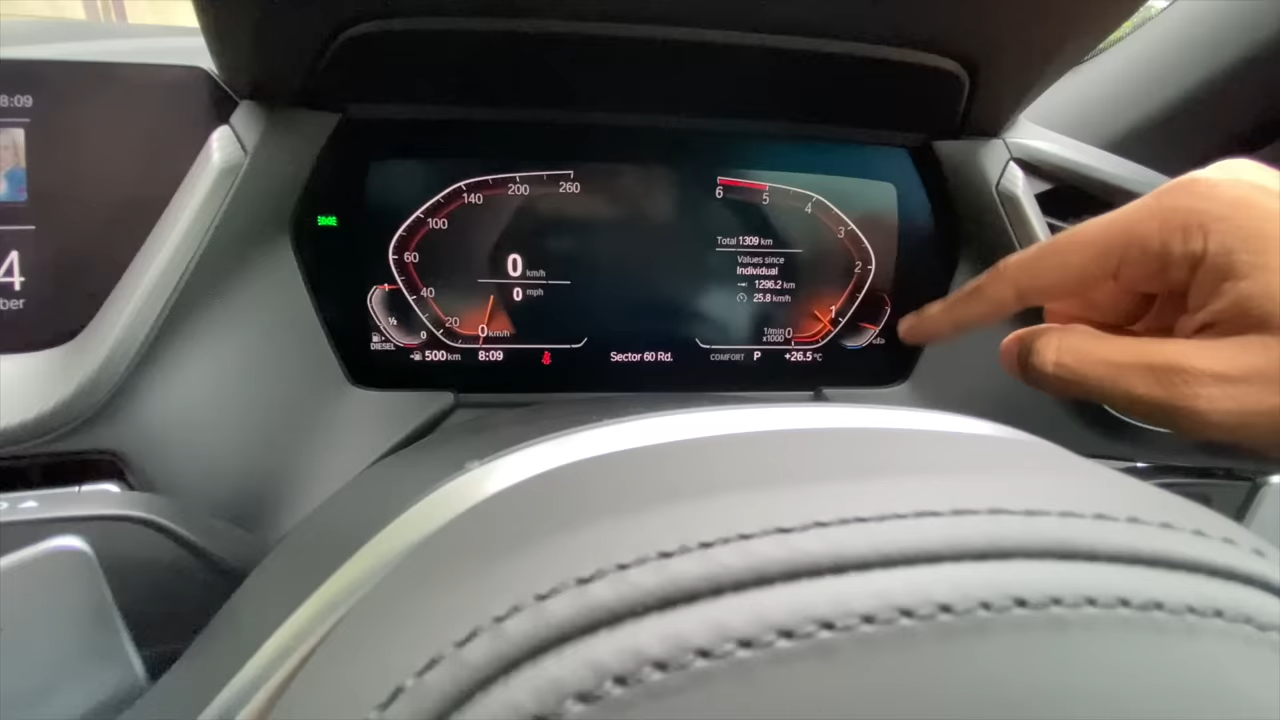 8:09
4
ber
260
200
140
100
60
40
20
0 km/h
0 km/h
0 mph
1
½
0
DIESEL
500 km
8:09
Sector 60 Rd.
6
5
4
3
2
1
0
1/min
x1000
Total 1309 km
Values since
Individual
1296.2 km
25.8 km/h
COMFORT
P
+26.5 °C